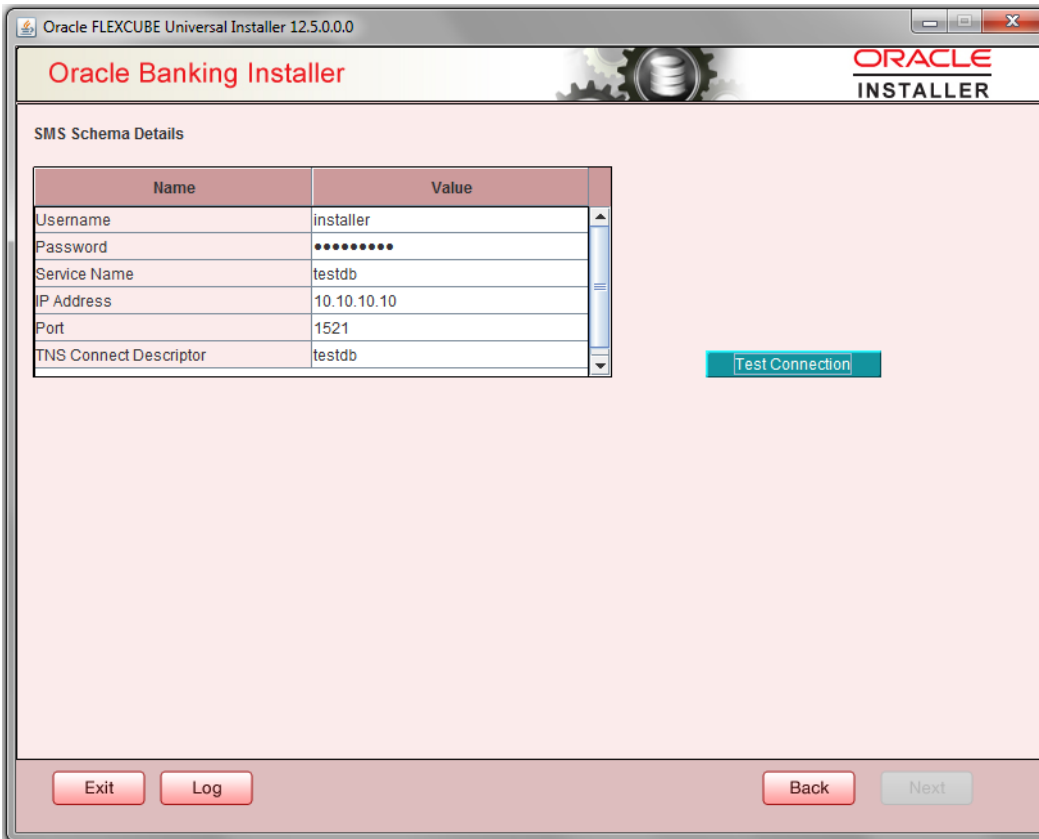 Oracle FLEXCUBE Universal Installer 12.5.0.0.0
Oracle Banking Installer
ORACLE
INSTALLER
SMS Schema Details
Name Value
Username installer
Password •••••••••
Service Name testdb
IP Address 10.10.10.10
Port 1521
TNS Connect Descriptor testdb
Test Connection
Exit Log Back Next